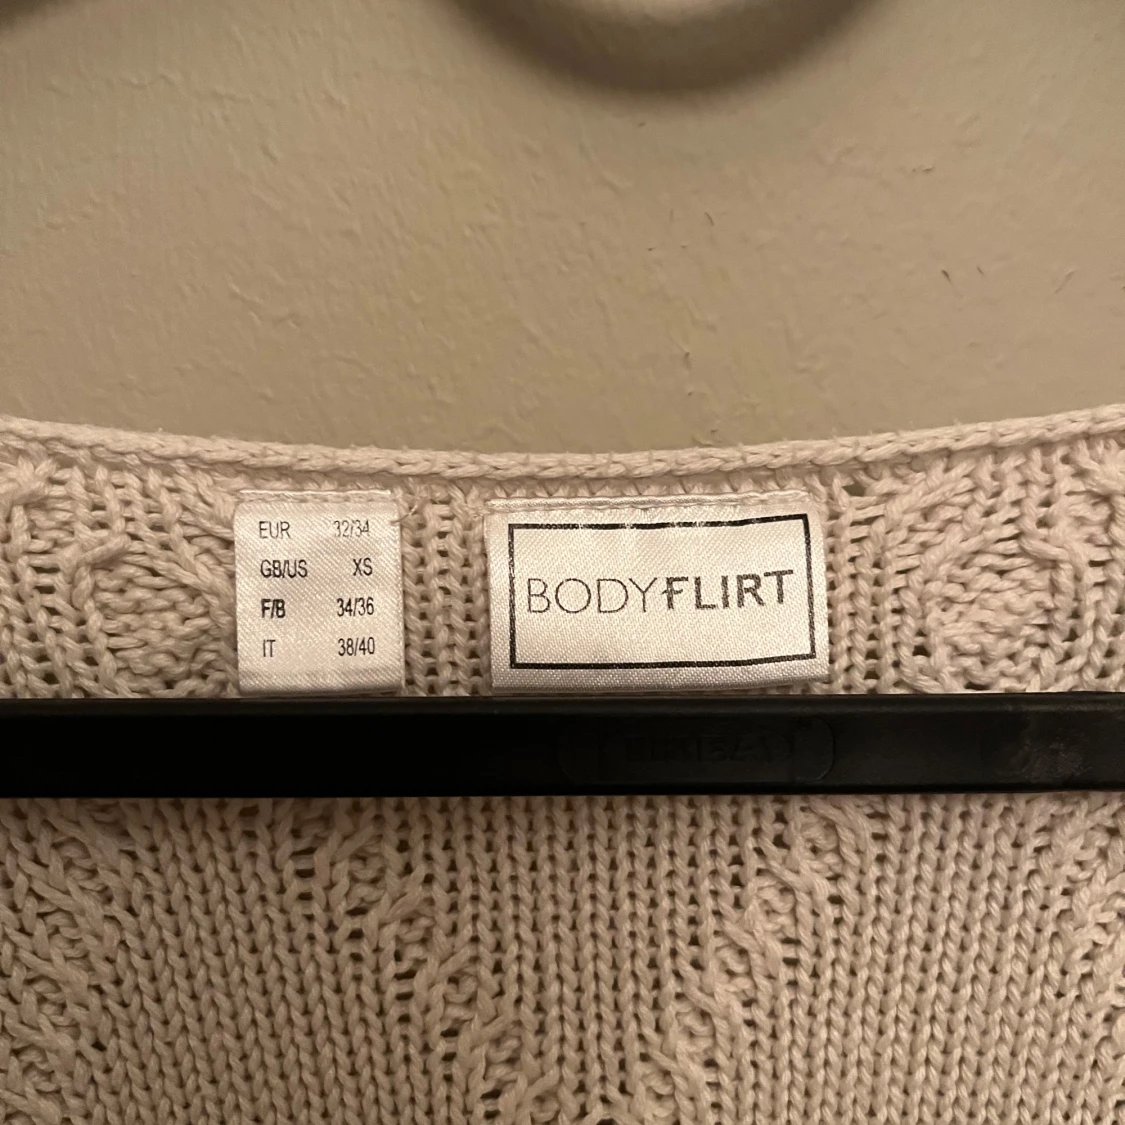 EUR 32/34
GB/US XS
F/B 34/36
IT 38/40
BODYFLIRT